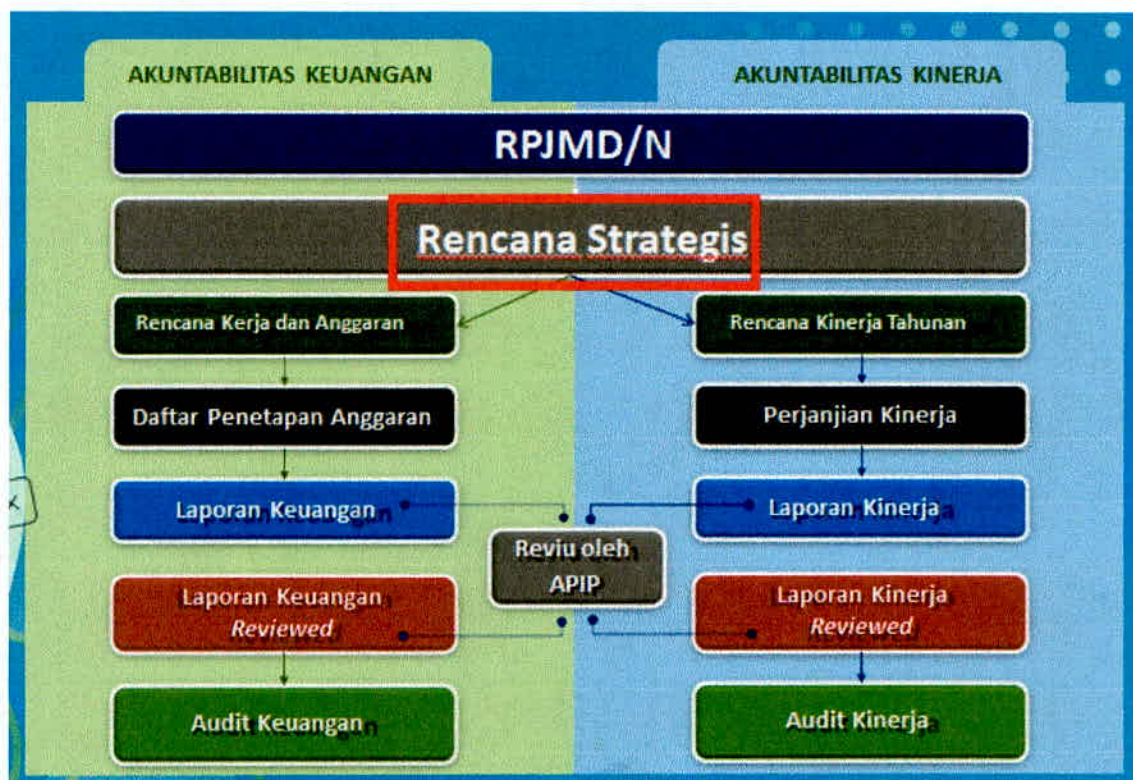 AKUNTABILITAS KEUANGAN
AKUNTABILITAS KINERJA
RPJMD/N
Rencana Strategis
Rencana Kerja dan Anggaran
Rencana Kinerja Tahunan
Daftar Penetapan Anggaran
Perjanjian Kinerja
Laporan Keuangan
Laporan Kinerja
Reviu oleh
APIP
Laporan Keuangan
Reviewed
Laporan Kinerja
Reviewed
Audit Keuangan
Audit Kinerja